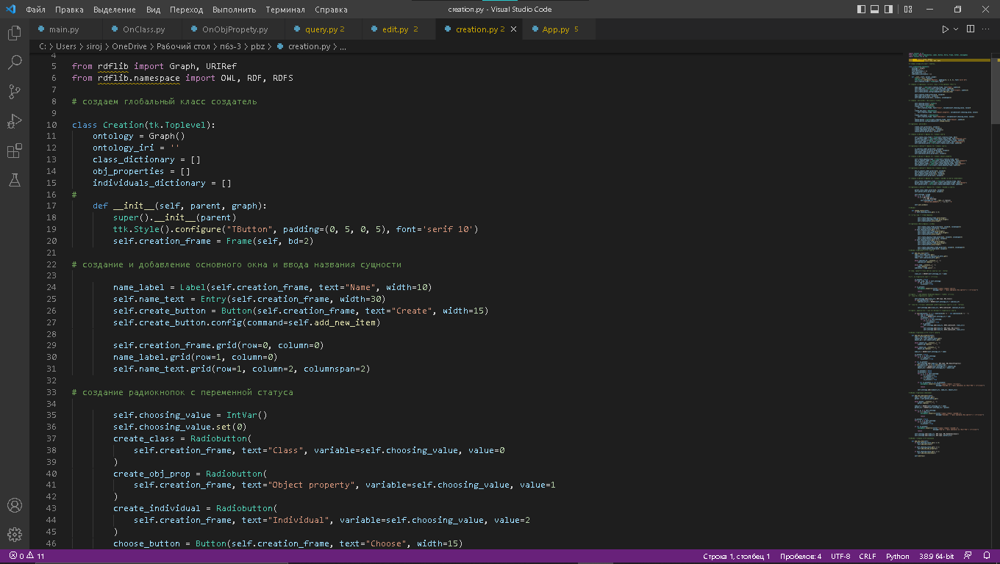 Файл Правка Выделение Вид Переход Выполнить Терминал Справка creation.py - Visual Studio Code
main.py OnClass.py OnObjPropety.py query.py 2 edit.py 2 creation.py 2 App.py 5
C: > Users > siroj > OneDrive > Рабочий стол > пбз-3 > pbz > creation.py > ...
4
5 from rdflib import Graph, URIRef
6 from rdflib.namespace import OWL, RDF, RDFS
7
8 # создаем глобальный класс создатель
9
10 class Creation(tk.Toplevel):
11 ontology = Graph()
12 ontology_iri = ''
13 class_dictionary = []
14 obj_properties = []
15 individuals_dictionary = []
16 #
17 def __init__(self, parent, graph):
18 super().__init__(parent)
19 ttk.Style().configure("TButton", padding=(0, 5, 0, 5), font='serif 10')
20 self.creation_frame = Frame(self, bd=2)
21
22 # создание и добавление основного окна и ввода названия сущности
23
24 name_label = Label(self.creation_frame, text="Name", width=10)
25 self.name_text = Entry(self.creation_frame, width=30)
26 self.create_button = Button(self.creation_frame, text="Create", width=15)
27 self.create_button.config(command=self.add_new_item)
28
29 self.creation_frame.grid(row=0, column=0)
30 name_label.grid(row=1, column=0)
31 self.name_text.grid(row=1, column=2, columnspan=2)
32
33 # создание радиокнопок с переменной статуса
34
35 self.choosing_value = IntVar()
36 self.choosing_value.set(0)
37 create_class = Radiobutton(
38 self.creation_frame, text="Class", variable=self.choosing_value, value=0
39 )
40 create_obj_prop = Radiobutton(
41 self.creation_frame, text="Object property", variable=self.choosing_value, value=1
42 )
43 create_individual = Radiobutton(
44 self.creation_frame, text="Individual", variable=self.choosing_value, value=2
45 )
46 choose_button = Button(self.creation_frame, text="Choose", width=15)
0 11 Строка 1, столбец 1 Пробелов: 4 UTF-8 CRLF Python 3.8.9 64-bit